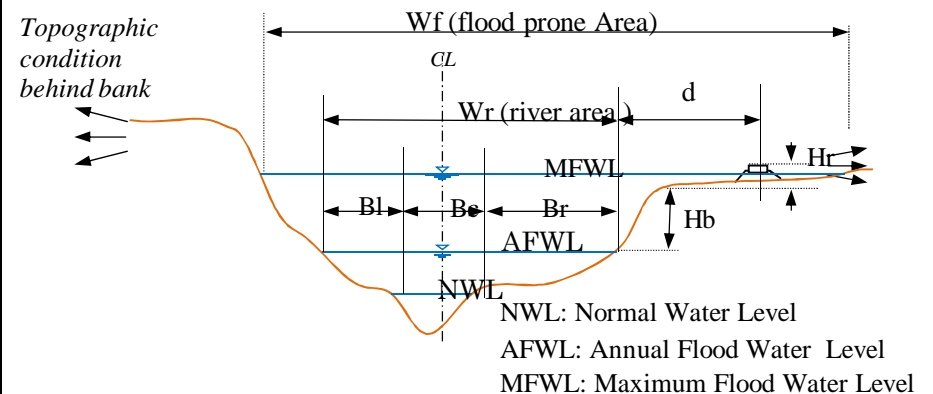 Wf (flood prone Area)
Topographic
condition
behind bank
CL
d
Wr (river area )
MFWL
Hr
Bl
Bc
Br
Hb
AFWL
NWL
NWL: Normal Water Level
AFWL: Annual Flood Water Level
MFWL: Maximum Flood Water Level